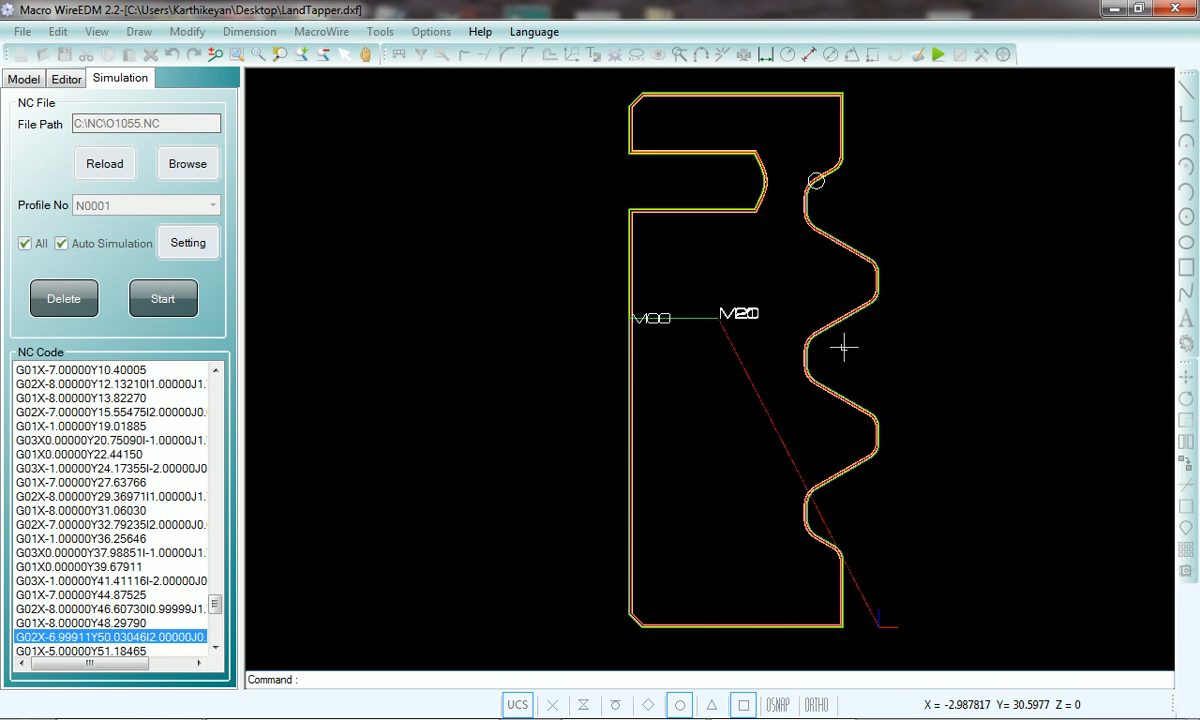 Macro WireEDM 2.2-[C:\Users\Karthikeyan\Desktop\LandTapper.dxf]
File Edit View Draw Modify Dimension MacroWire Tools Options Help Language
Model Editor Simulation
NC File
File Path C:\NC\O1055.NC
Reload Browse
Profile No N0001
All Auto Simulation Setting
Delete Start
NC Code
G01X-7.00000Y10.40005
G02X-8.00000Y12.13210I1.00000J1.
G01X-8.00000Y13.82270
G02X-7.00000Y15.55475I2.00000J0.
G01X-1.00000Y19.01885
G03X0.00000Y20.75090I-1.00000J1.
G01X0.00000Y22.44150
G03X-1.00000Y24.17355I-2.00000J0
G01X-7.00000Y27.63766
G02X-8.00000Y29.36971I1.00000J1.
G01X-8.00000Y31.06030
G02X-7.00000Y32.79235I2.00000J0.
G01X-1.00000Y36.25646
G03X0.00000Y37.98851I-1.00000J1.
G01X0.00000Y39.67911
G03X-1.00000Y41.41116I-2.00000J0
G01X-7.00000Y44.87525
G02X-8.00000Y46.60730I0.99999J1.
G01X-8.00000Y48.29790
G02X-6.99911Y50.03046I2.00000J0.
G01X-5.00000Y51.18465
M00
Command :
UCS OSNAP ORTHO X = -2.987817 Y= 30.5977 Z = 0